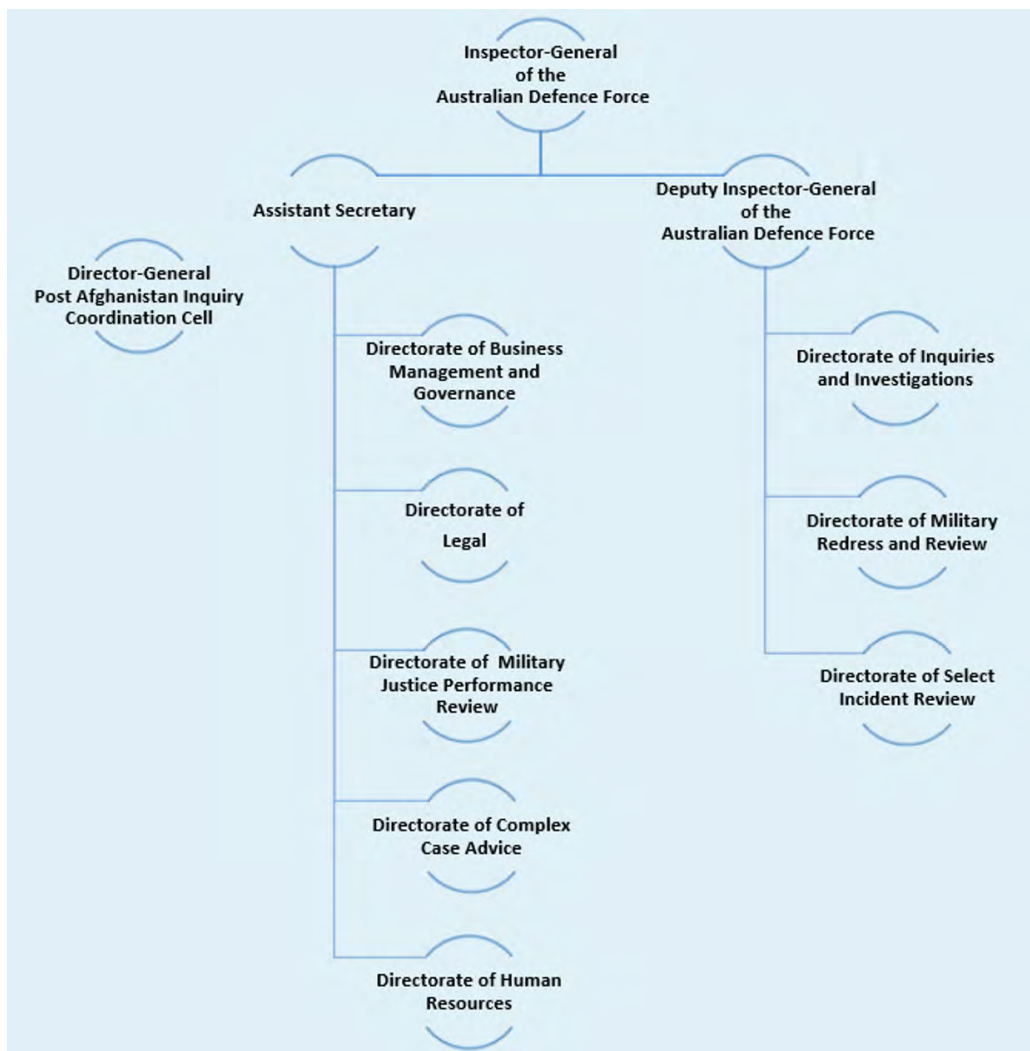 Inspector-General
of the
Australian Defence Force
Assistant Secretary
Deputy Inspector-General
of the
Australian Defence Force
Director-General
Post Afghanistan Inquiry
Coordination Cell
Directorate of Business
Management and
Governance
Directorate of
Legal
Directorate of Military
Justice Performance
Review
Directorate of Complex
Case Advice
Directorate of Human
Resources
Directorate of Inquiries
and Investigations
Directorate of Military
Redress and Review
Directorate of Select
Incident Review